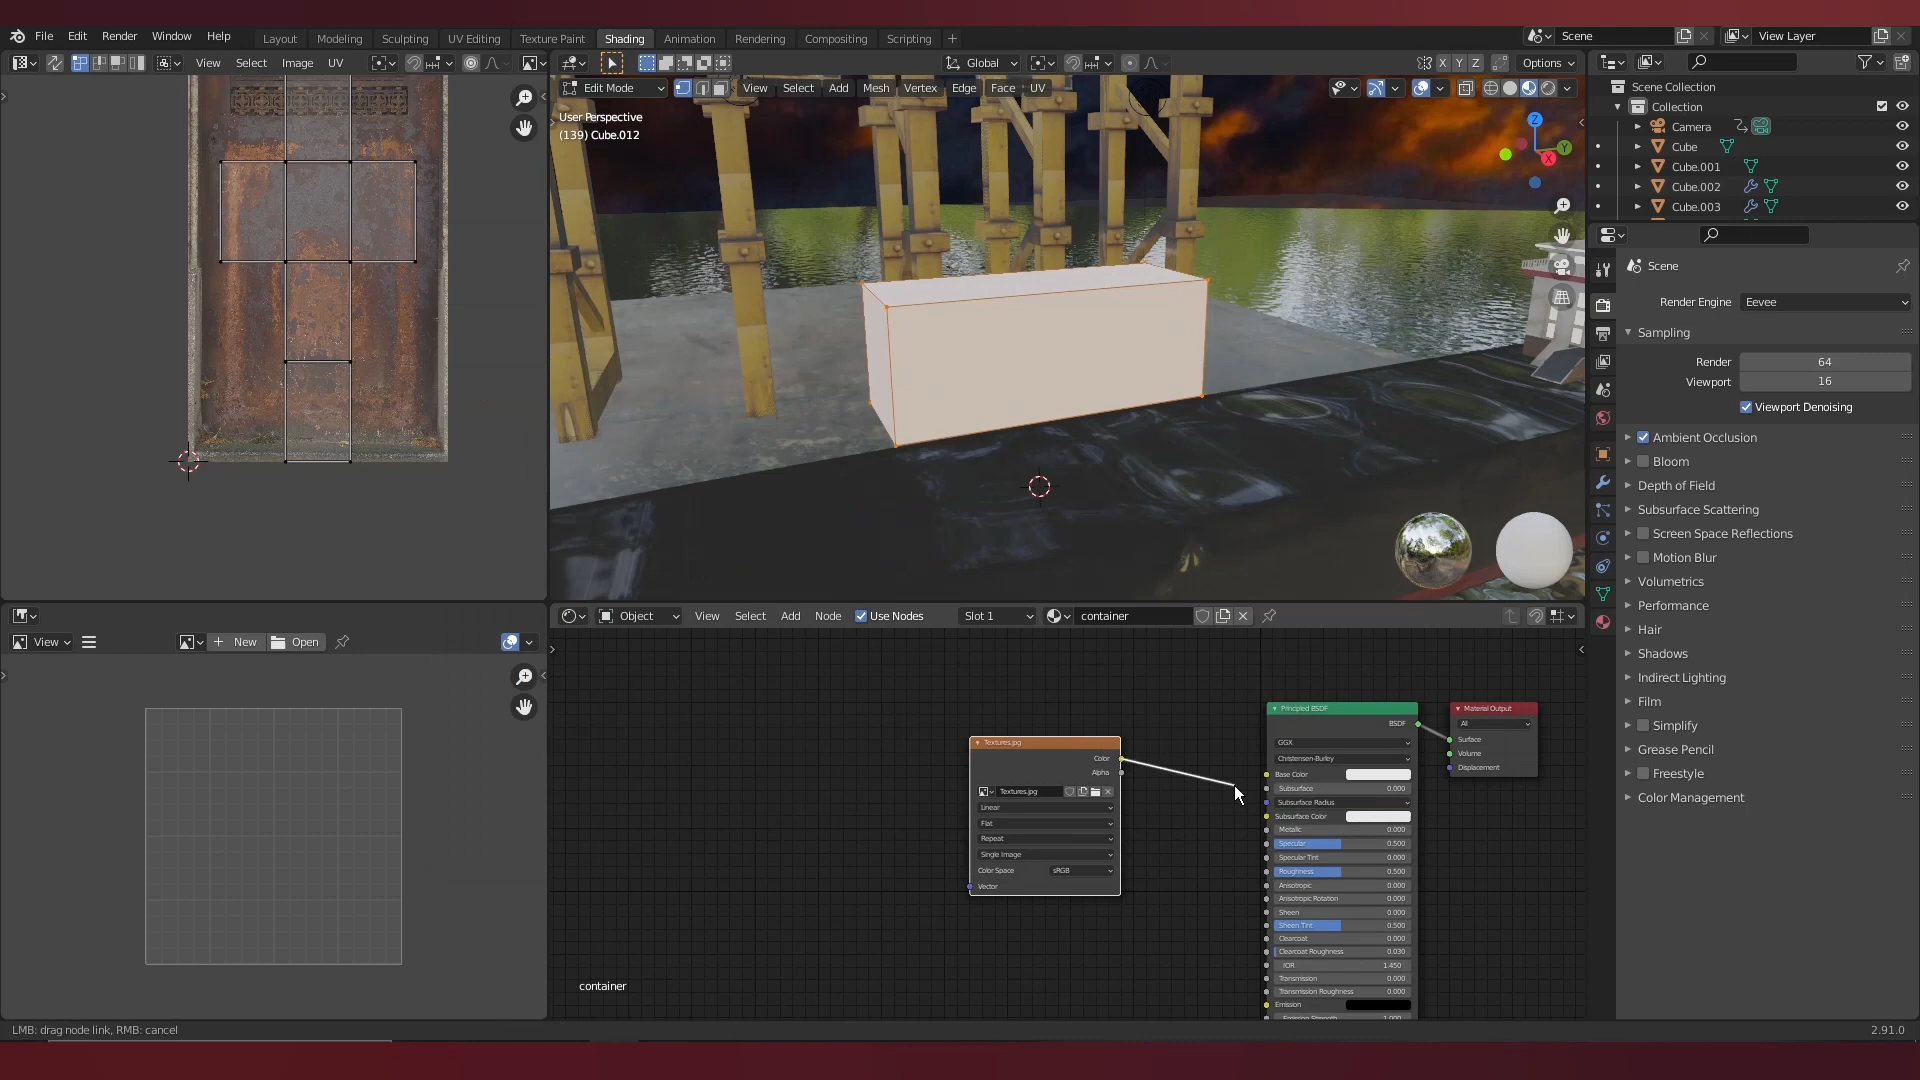 File Edit Render Window Help
Layout Modeling Sculpting UV Editing Texture Paint Shading Animation Rendering Compositing Scripting +
Scene
View Layer
View Select Image UV
Global
X Y Z
Options
Edit Mode
View Select Add Mesh Vertex Edge Face UV
User Perspective
(139) Cube.012
Z
Y
X
Scene Collection
Collection
Camera
Cube
Cube.001
Cube.002
Cube.003
Scene
Render Engine Eevee
Sampling
Render 64
Viewport 16
Viewport Denoising
Ambient Occlusion
Bloom
Depth of Field
Subsurface Scattering
Screen Space Reflections
Motion Blur
Volumetrics
Performance
Hair
Shadows
Indirect Lighting
Film
Simplify
Grease Pencil
Freestyle
Color Management
View
New
Open
Object
View Select Add Node Use Nodes
Slot 1
container
Textures.jpg
Color
Alpha
Textures.jpg
Linear
Flat
Repeat
Single Image
Color Space sRGB
Vector
Principled BSDF
BSDF
GGX
Christensen-Burley
Base Color
Subsurface 0.000
Subsurface Radius
Subsurface Color
Metallic 0.000
Specular 0.500
Specular Tint 0.000
Roughness 0.500
Anisotropic 0.000
Anisotropic Rotation 0.000
Sheen 0.000
Sheen Tint 0.500
Clearcoat 0.000
Clearcoat Roughness 0.030
IOR 1.450
Transmission 0.000
Transmission Roughness 0.000
Emission
Emission Strength 1.000
Material Output
All
Surface
Volume
Displacement
container
LMB: drag node link, RMB: cancel
2.91.0